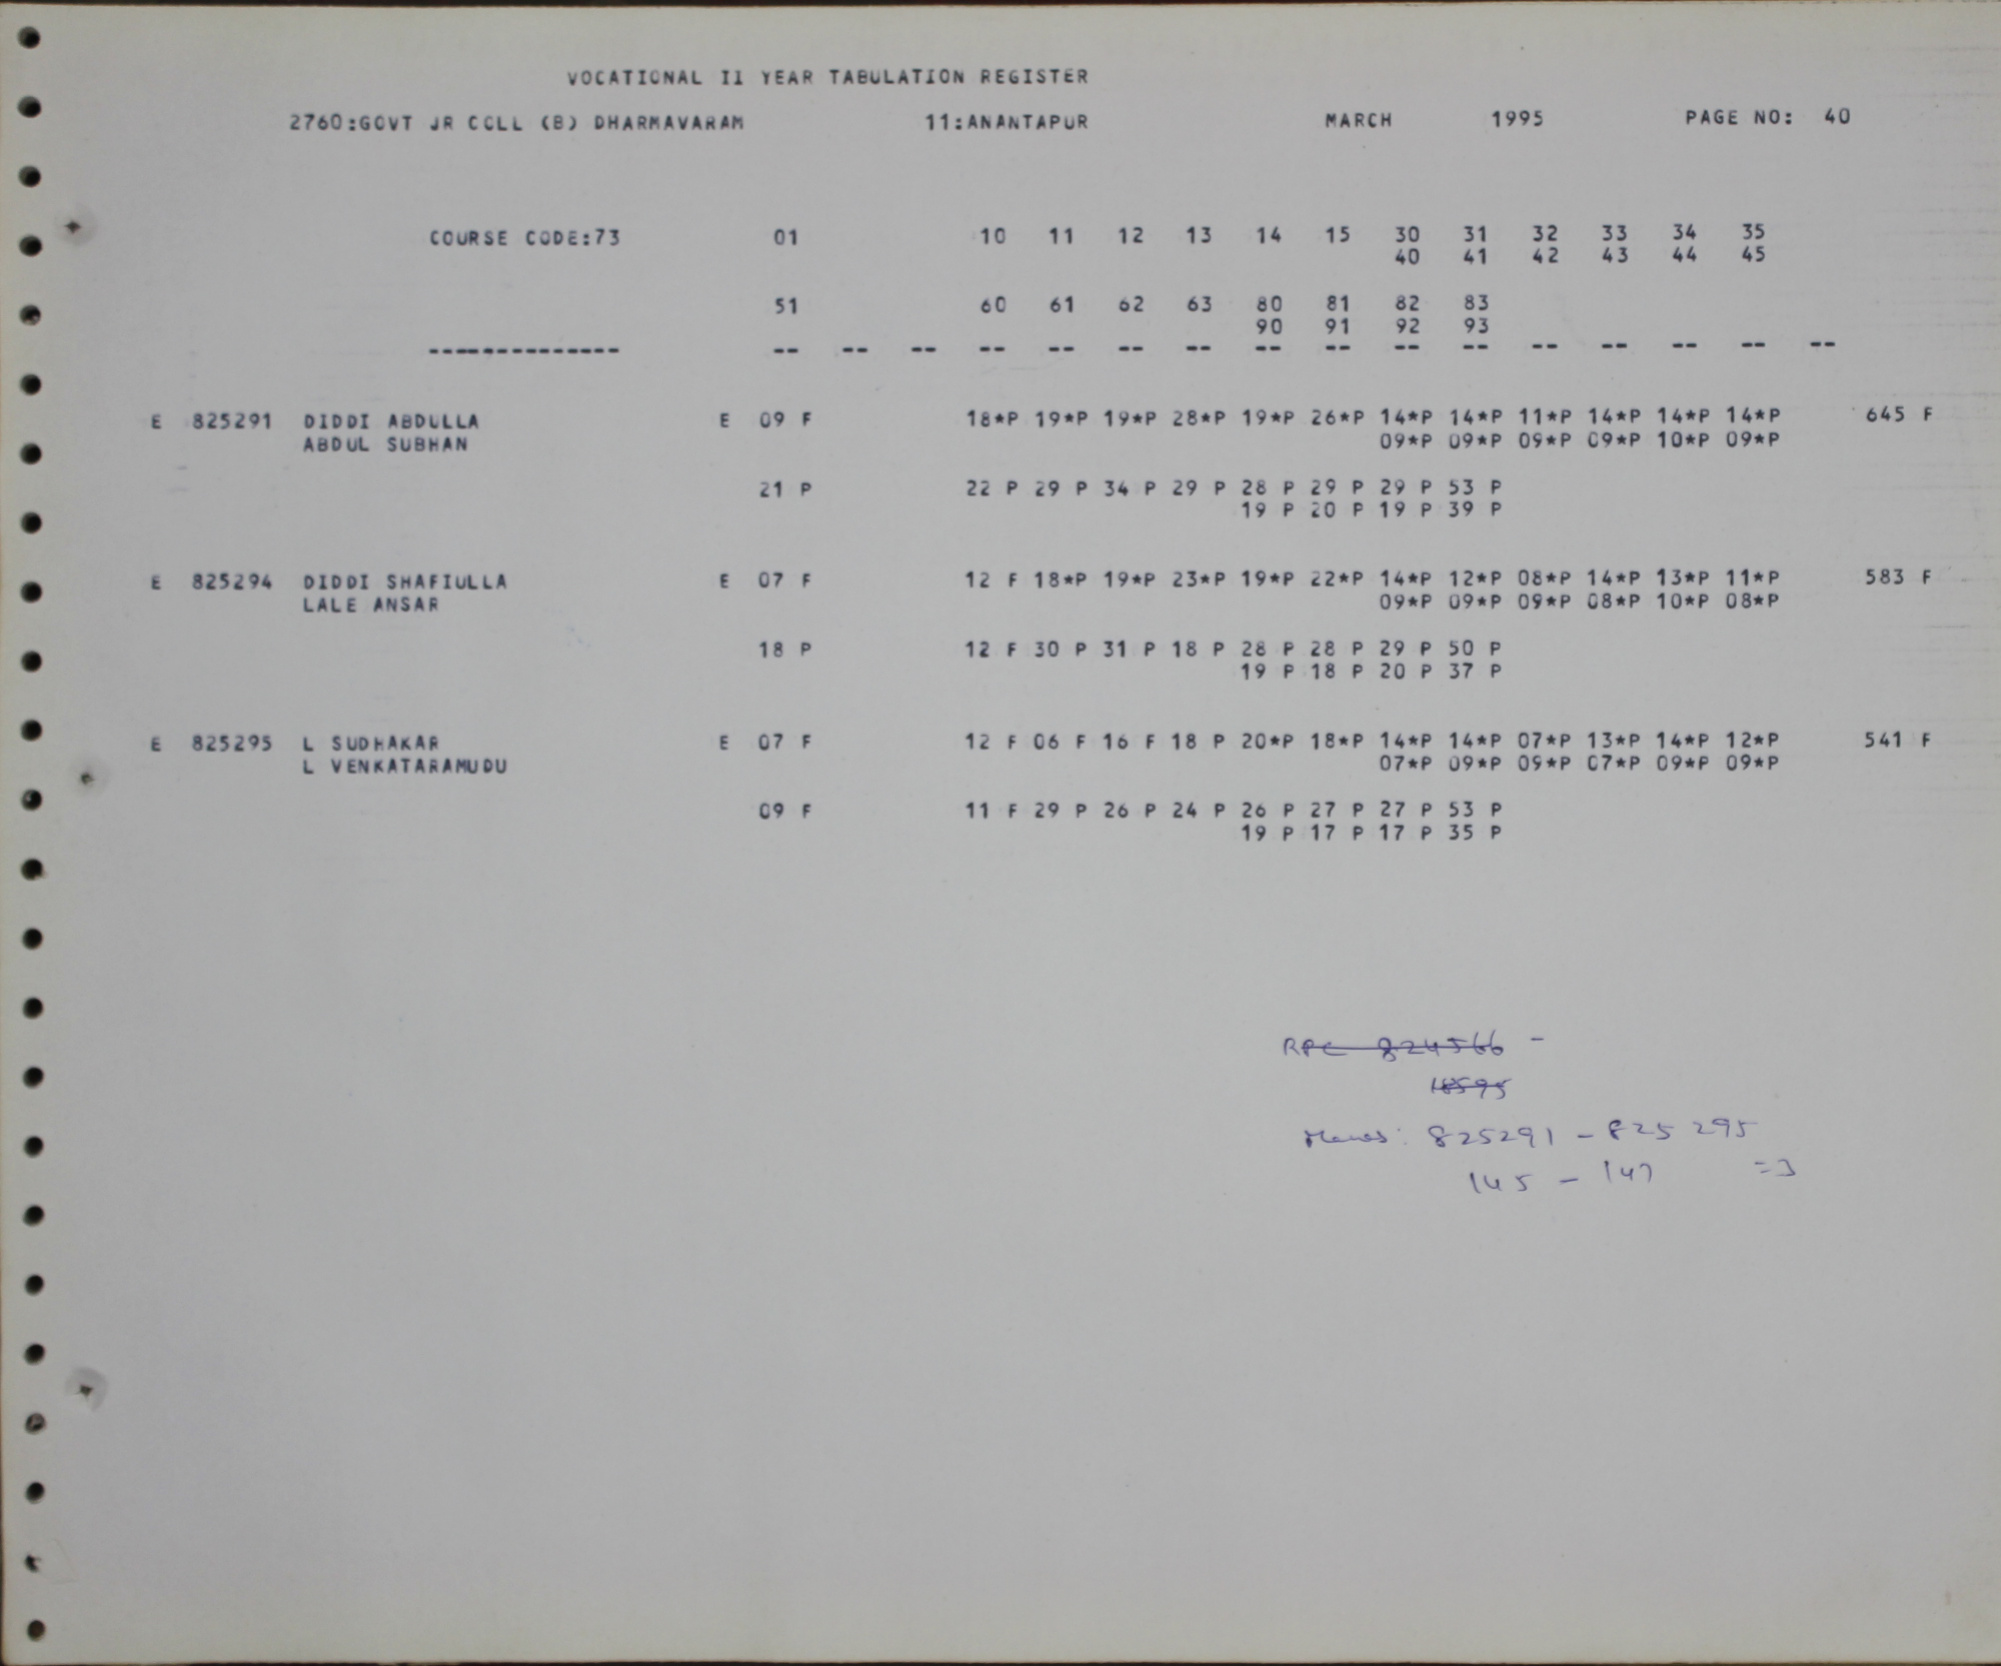 VOCATIONAL II YEAR TABULATION REGISTER
2760:GOVT JR COLL (B) DHARMAVARAM 11:ANANTAPUR MARCH 1995 PAGE NO: 40
COURSE CODE:73 01 10 11 12 13 14 15 30 31 32 33 34 35
40 41 42 43 44 45
51 60 61 62 63 80 81 82 83
90 91 92 93
-------------- -- -- -- -- -- -- -- -- -- -- -- -- -- -- -- --
E 825291 DIDDI ABDULLA E 09 F 18*P 19*P 19*P 28*P 19*P 26*P 14*P 14*P 11*P 14*P 14*P 14*P 645 F
ABDUL SUBHAN 09*P 09*P 09*P 09*P 10*P 09*P
21 P 22 P 29 P 34 P 29 P 28 P 29 P 29 P 53 P
19 P 20 P 19 P 39 P
E 825294 DIDDI SHAFIULLA E 07 F 12 F 18*P 19*P 23*P 19*P 22*P 14*P 12*P 08*P 14*P 13*P 11*P 583 F
LALE ANSAR 09*P 09*P 09*P 08*P 10*P 08*P
18 P 12 F 30 P 31 P 18 P 28 P 28 P 29 P 50 P
19 P 18 P 20 P 37 P
E 825295 L SUDHAKAR E 07 F 12 F 06 F 16 F 18 P 20*P 18*P 14*P 14*P 07*P 13*P 14*P 12*P 541 F
L VENKATARAMUDU 07*P 09*P 09*P 07*P 09*P 09*P
09 F 11 F 29 P 26 P 24 P 26 P 27 P 27 P 53 P
19 P 17 P 17 P 35 P
824566 -
825291 - 825295
145 - 147 =3